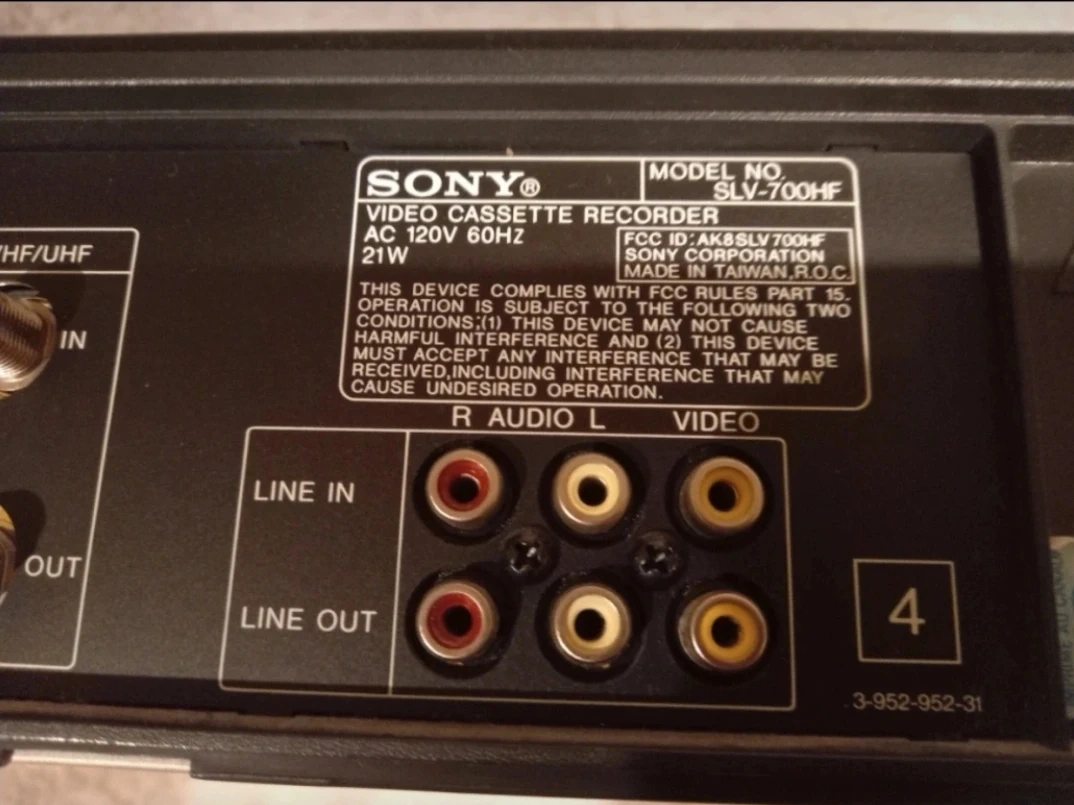 SONY®
MODEL NO.
SLV-700HF
VIDEO CASSETTE RECORDER
AC 120V 60HZ
21W
FCC ID:AK8SLV700HF
SONY CORPORATION
MADE IN TAIWAN,R.O.C.
THIS DEVICE COMPLIES WITH FCC RULES PART 15.
OPERATION IS SUBJECT TO THE FOLLOWING TWO
CONDITIONS;(1) THIS DEVICE MAY NOT CAUSE
HARMFUL INTERFERENCE AND (2) THIS DEVICE
MUST ACCEPT ANY INTERFERENCE THAT MAY BE
RECEIVED,INCLUDING INTERFERENCE THAT MAY
CAUSE UNDESIRED OPERATION.
/HF/UHF
IN
OUT
R AUDIO L VIDEO
LINE IN
LINE OUT
4
3-952-952-31